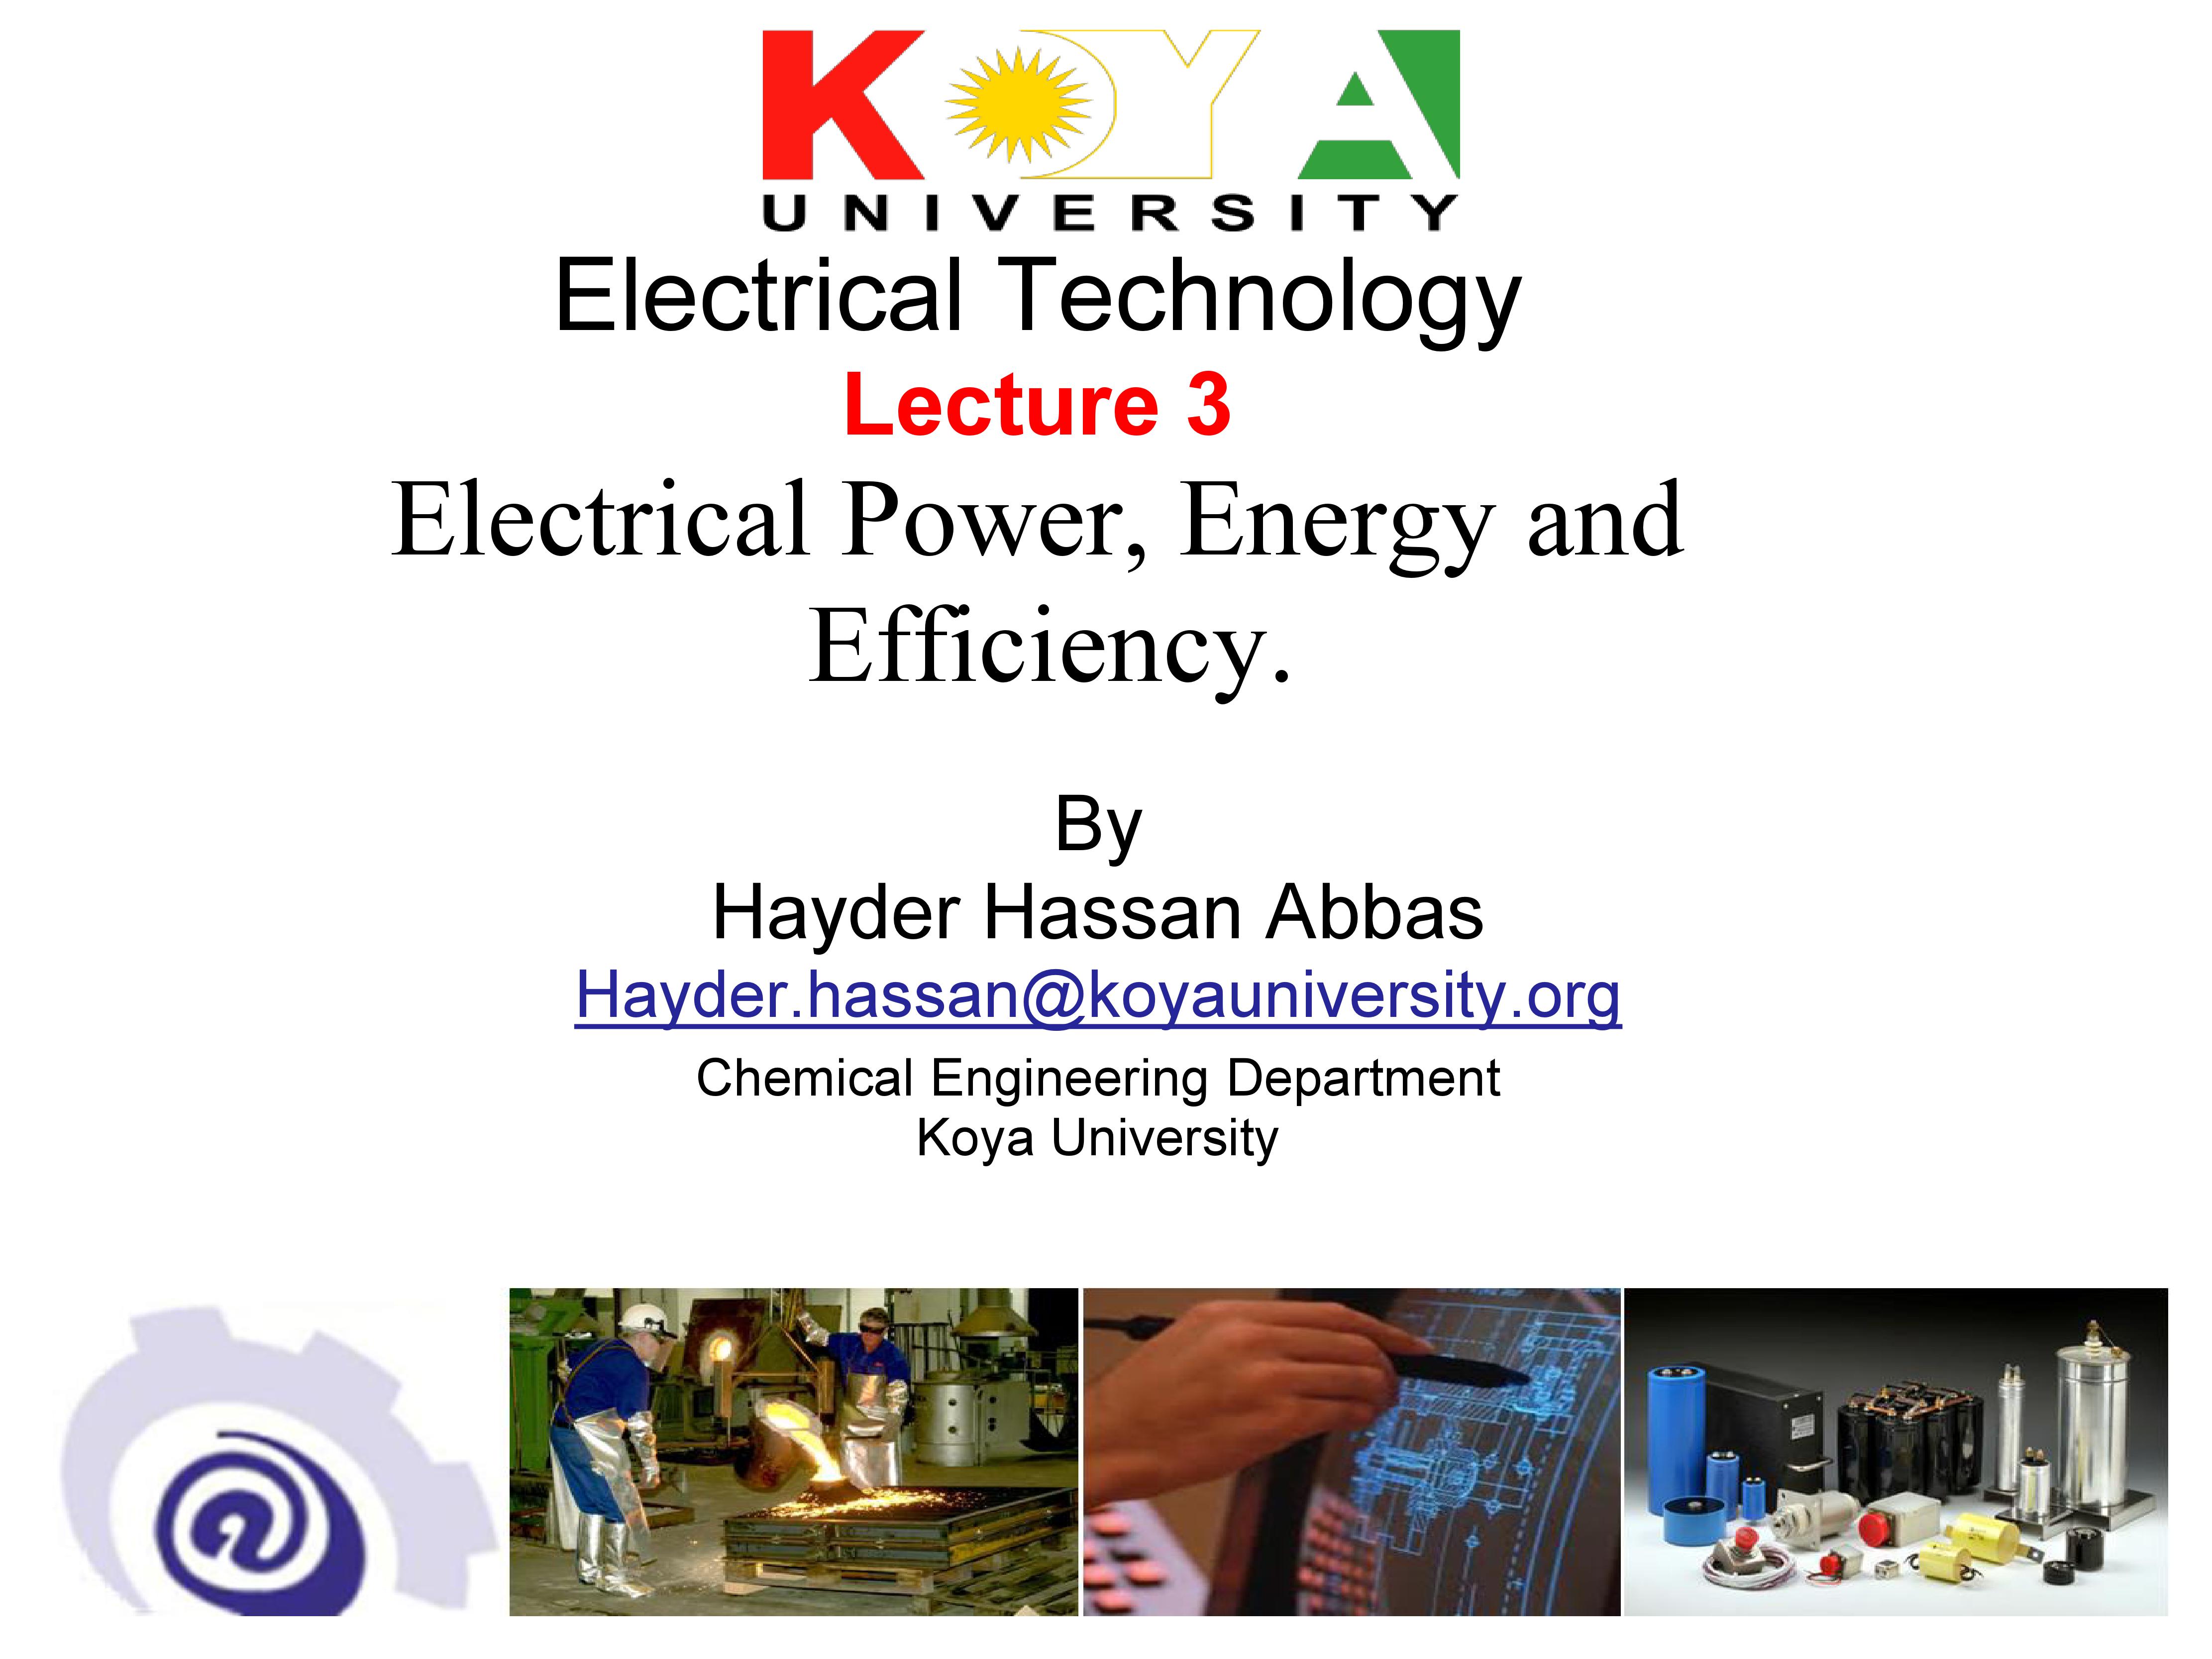 KOYA
UNIVERSITY
Electrical Technology
Lecture 3
Electrical Power, Energy and
Efficiency.
By
Hayder Hassan Abbas
Hayder.hassan@koyauniversity.org
Chemical Engineering Department
Koya University
@